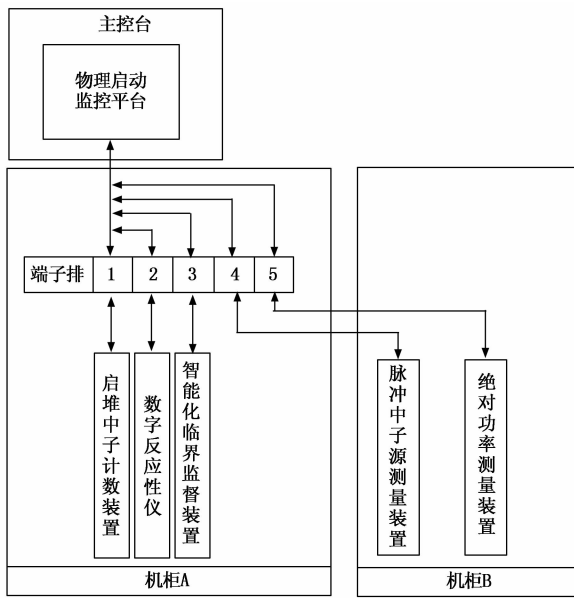 主控台
物理启动
监控平台
端子排 1 2 3 4 5
启堆中子计数装置
数字反应性仪
智能化临界监督装置
脉冲中子源测量装置
绝对功率测量装置
机柜A
机柜B